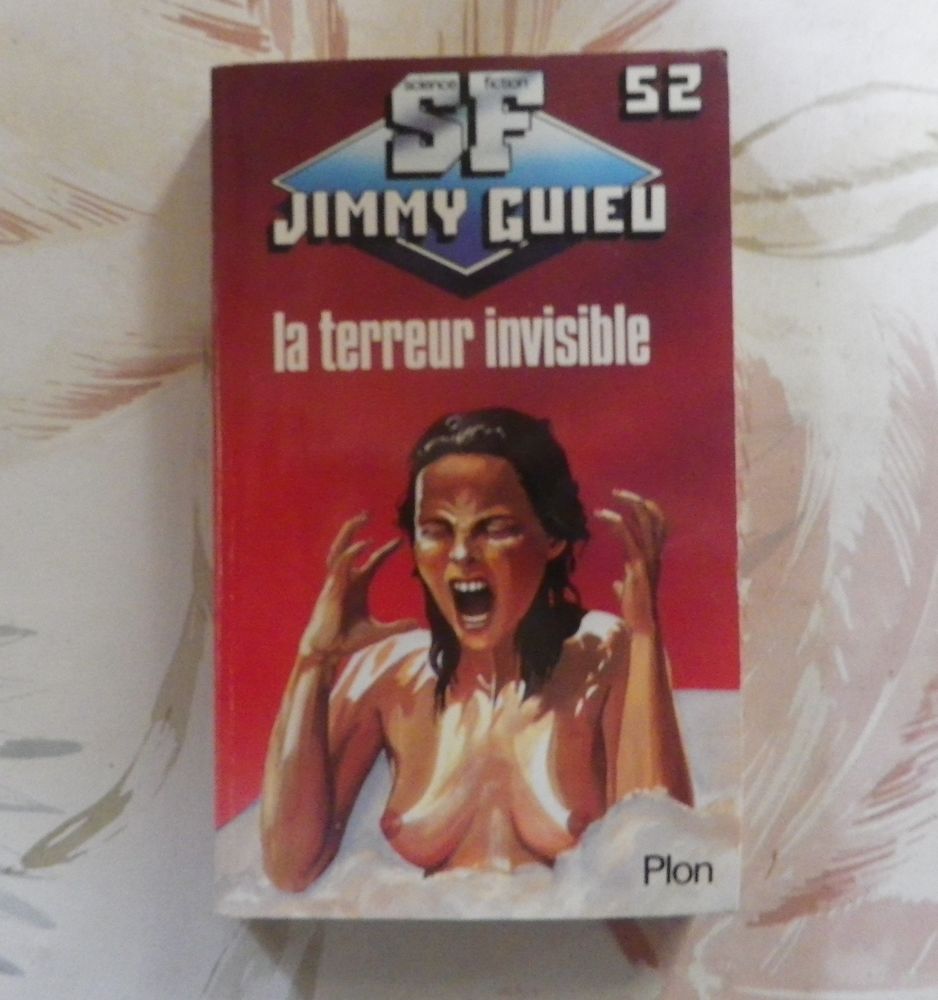 science fiction
SF
52
JIMMY GUIEU
la terreur invisible
Plon